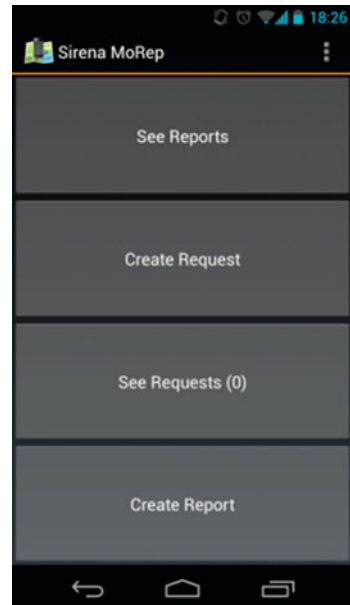 18:26
Sirena MoRep
See Reports
Create Request
See Requests (0)
Create Report